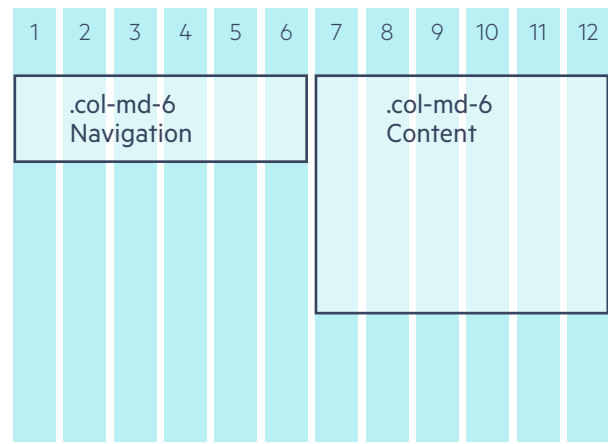 1 2 3 4 5 6 7 8 9 10 11 12
.col-md-6
Navigation
.col-md-6
Content